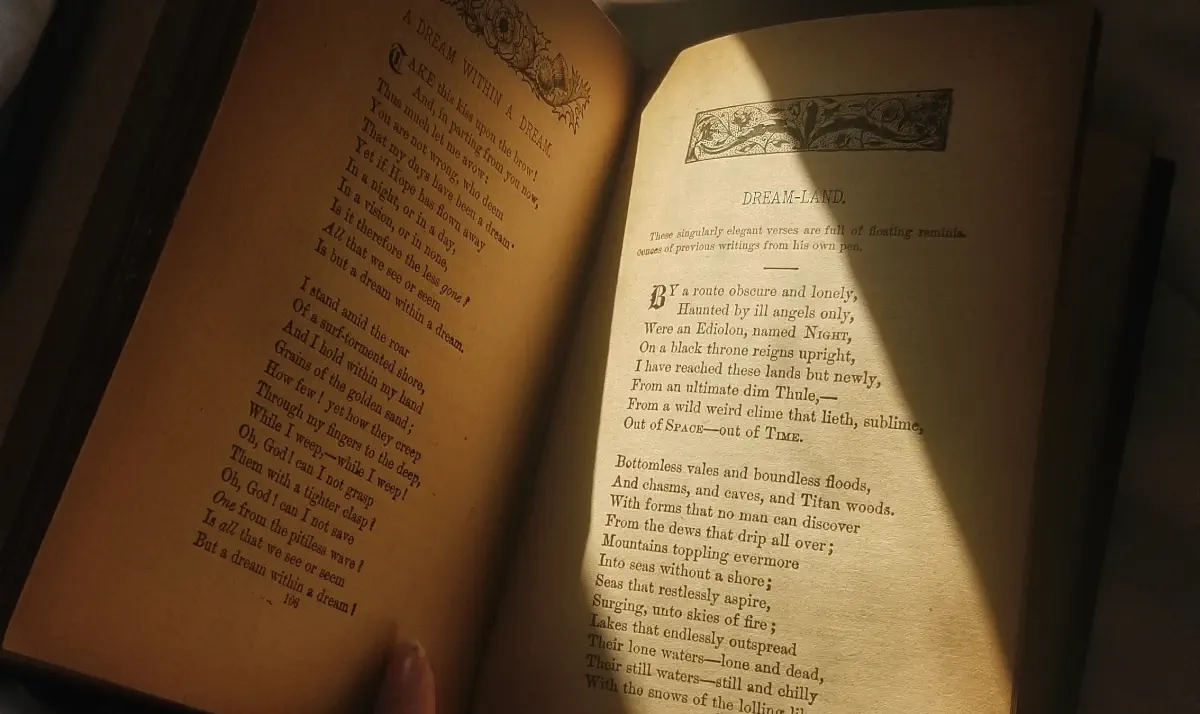 A DREAM WITHIN A DREAM.
TAKE this kiss upon the brow!
And, in parting from you now,
Thus much let me avow:
You are not wrong, who deem
That my days have been a dream·
Yet if Hope has flown away
In a night, or in a day,
In a vision, or in none,
Is it therefore the less gone?
All that we see or seem
Is but a dream within a dream.
I stand amid the roar
Of a surf-tormented shore,
And I hold within my hand
Grains of the golden sand;
How few! yet how they creep
Through my fingers to the deep,
While I weep,—while I weep!
Oh, God! can I not grasp
Them with a tighter clasp?
Oh, God! can I not save
One from the pitiless wave?
Is all that we see or seem
But a dream within a dream?
106
DREAM-LAND.
These singularly elegant verses are full of floating reminis-
cences of previous writings from his own pen.
BY a route obscure and lonely,
Haunted by ill angels only,
Were an Ediolon, named NIGHT,
On a black throne reigns upright,
I have reached these lands but newly,
From an ultimate dim Thule,—
From a wild weird clime that lieth, sublime,
Out of SPACE—out of TIME.
Bottomless vales and boundless floods,
And chasms, and caves, and Titan woods.
With forms that no man can discover
From the dews that drip all over;
Mountains toppling evermore
Into seas without a shore;
Seas that restlessly aspire,
Surging, unto skies of fire;
Lakes that endlessly outspread
Their lone waters—lone and dead,
Their still waters—still and chilly
With the snows of the lolling